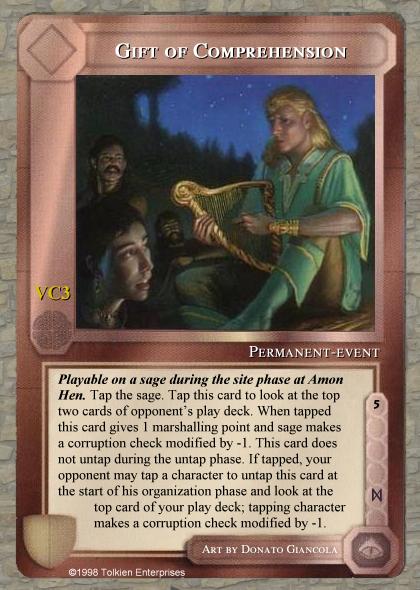 GIFT OF COMPREHENSION
VC3
PERMANENT-EVENT
Playable on a sage during the site phase at Amon
Hen. Tap the sage. Tap this card to look at the top
two cards of opponent's play deck. When tapped
this card gives 1 marshalling point and sage makes
a corruption check modified by -1. This card does
not untap during the untap phase. If tapped, your
opponent may tap a character to untap this card at
the start of his organization phase and look at the
top card of your play deck; tapping character
makes a corruption check modified by -1.
5
ART BY DONATO GIANCOLA
©1998 Tolkien Enterprises